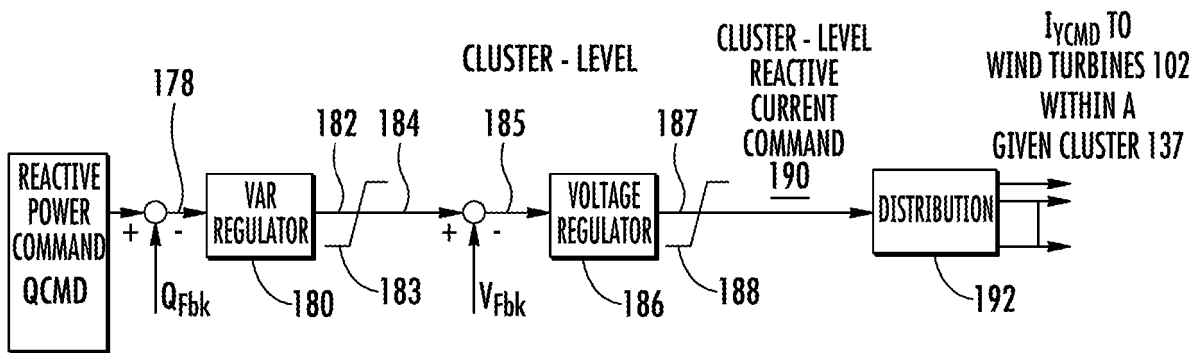 REACTIVE
POWER
COMMAND
QCMD
+
-
178
QFbk
VAR
REGULATOR
180
182
183
184
CLUSTER - LEVEL
+
-
185
VFbk
VOLTAGE
REGULATOR
186
187
188
CLUSTER - LEVEL
REACTIVE
CURRENT
COMMAND
190
DISTRIBUTION
192
IYCMD TO
WIND TURBINES 102
WITHIN A
GIVEN CLUSTER 137